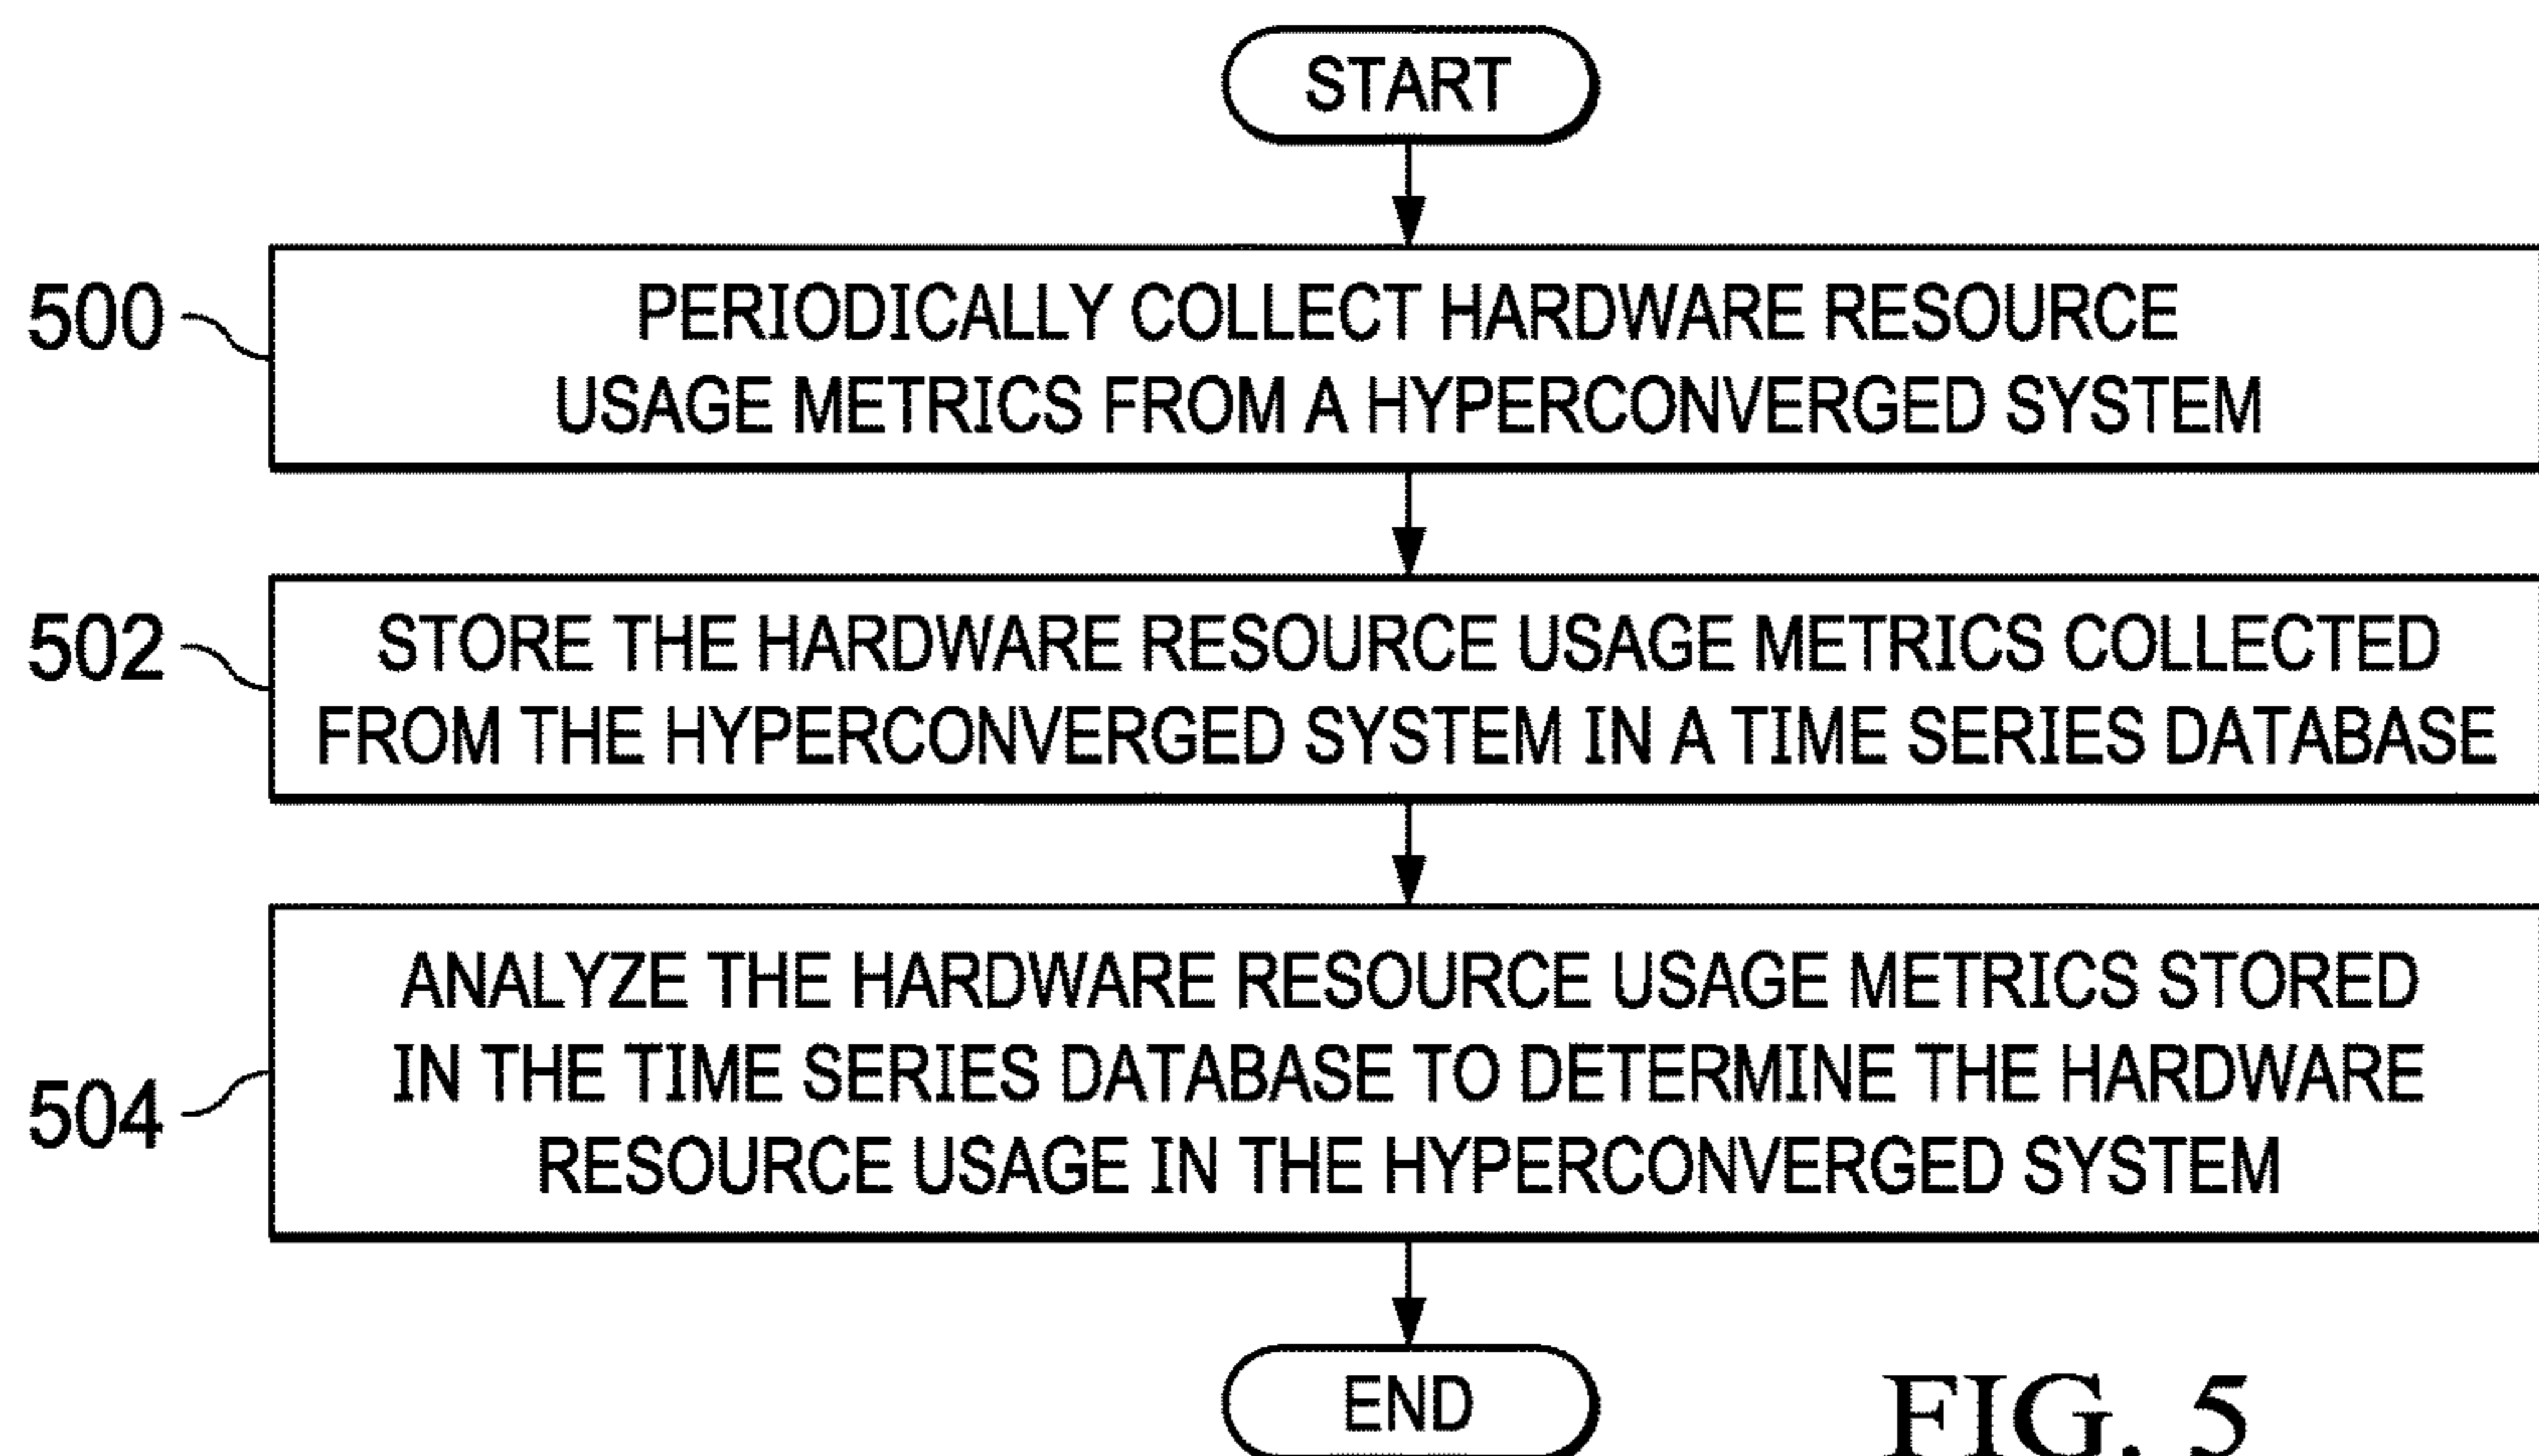 START
500
PERIODICALLY COLLECT HARDWARE RESOURCE
USAGE METRICS FROM A HYPERCONVERGED SYSTEM
502
STORE THE HARDWARE RESOURCE USAGE METRICS COLLECTED
FROM THE HYPERCONVERGED SYSTEM IN A TIME SERIES DATABASE
504
ANALYZE THE HARDWARE RESOURCE USAGE METRICS STORED
IN THE TIME SERIES DATABASE TO DETERMINE THE HARDWARE
RESOURCE USAGE IN THE HYPERCONVERGED SYSTEM
END
FIG. 5